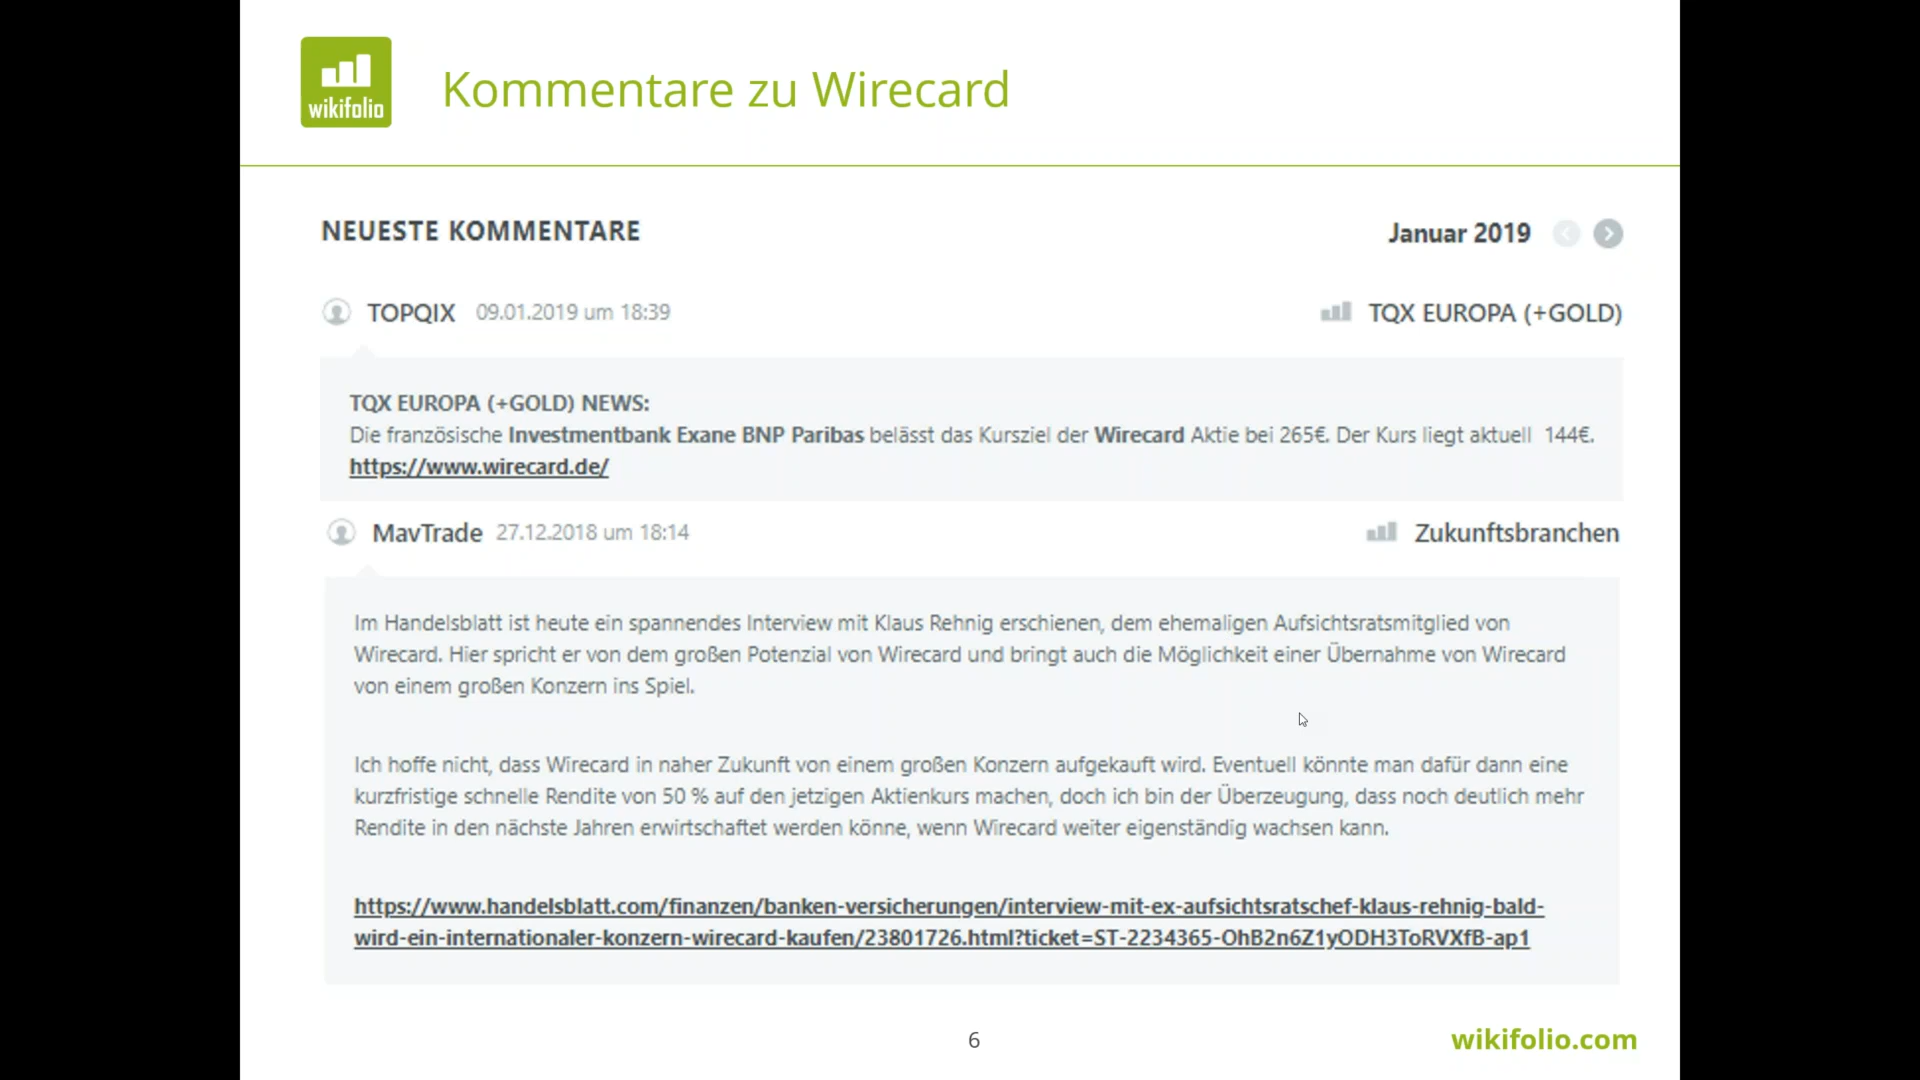 wikifolio
Kommentare zu Wirecard
NEUESTE KOMMENTARE
Januar 2019
TOPQIX 09.01.2019 um 18:39
TQX EUROPA (+GOLD)
TQX EUROPA (+GOLD) NEWS:
Die französische Investmentbank Exane BNP Paribas belässt das Kursziel der Wirecard Aktie bei 265€. Der Kurs liegt aktuell 144€.
https://www.wirecard.de/
MavTrade 27.12.2018 um 18:14
Zukunftsbranchen
Im Handelsblatt ist heute ein spannendes Interview mit Klaus Rehnig erschienen, dem ehemaligen Aufsichtsratsmitglied von
Wirecard. Hier spricht er von dem großen Potenzial von Wirecard und bringt auch die Möglichkeit einer Übernahme von Wirecard
von einem großen Konzern ins Spiel.
Ich hoffe nicht, dass Wirecard in naher Zukunft von einem großen Konzern aufgekauft wird. Eventuell könnte man dafür dann eine
kurzfristige schnelle Rendite von 50 % auf den jetzigen Aktienkurs machen, doch ich bin der Überzeugung, dass noch deutlich mehr
Rendite in den nächste Jahren erwirtschaftet werden könne, wenn Wirecard weiter eigenständig wachsen kann.
https://www.handelsblatt.com/finanzen/banken-versicherungen/interview-mit-ex-aufsichtsratschef-klaus-rehnig-bald-
wird-ein-internationaler-konzern-wirecard-kaufen/23801726.html?ticket=ST-2234365-OhB2n6Z1yODH3ToRVXfB-ap1
6
wikifolio.com